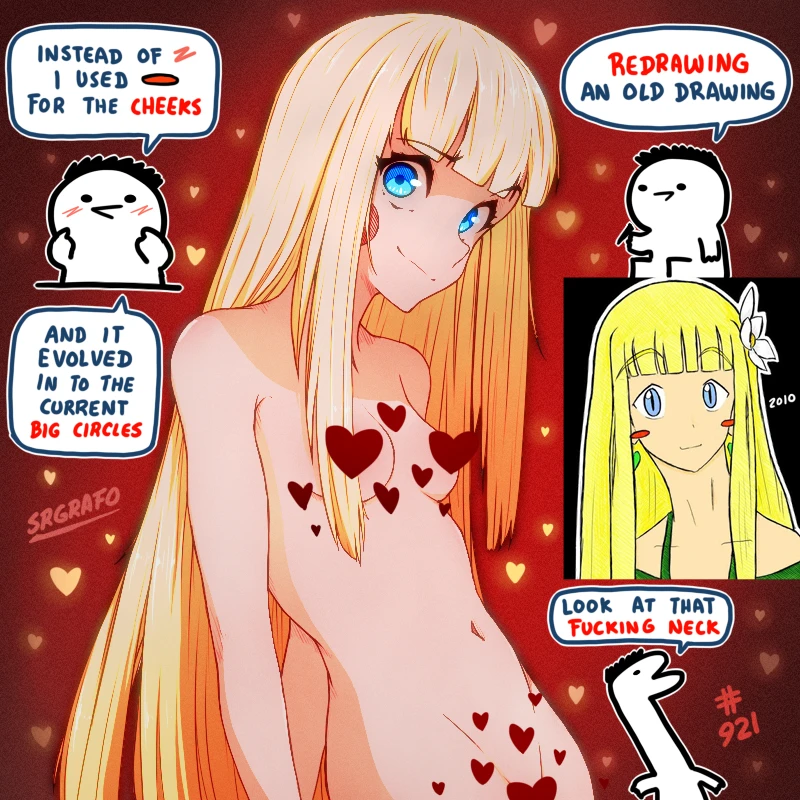 INSTEAD OF
I USED
FOR THE CHEEKS
REDRAWING
AN OLD DRAWING
AND IT
EVOLVED
IN TO THE
CURRENT
BIG CIRCLES
2010
SRGRAFO
LOOK AT THAT
FUCKING NECK
#
921